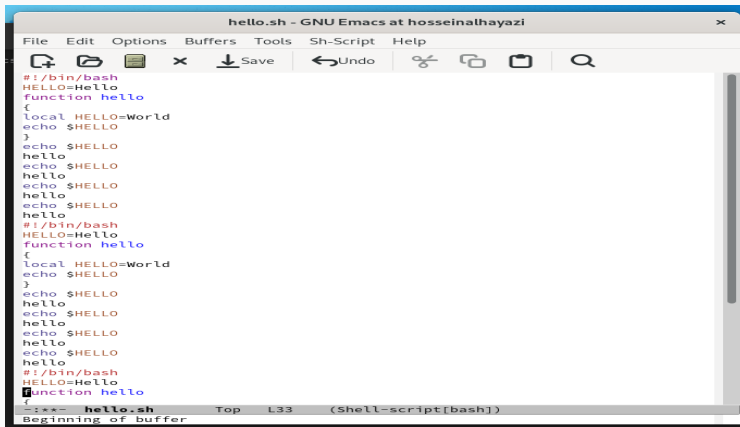 hello.sh - GNU Emacs at hosseinalhayazi
File Edit Options Buffers Tools Sh-Script Help
Save Undo
#!/bin/bash
HELLO=Hello
function hello
{
local HELLO=World
echo $HELLO
}
echo $HELLO
hello
echo $HELLO
hello
echo $HELLO
hello
echo $HELLO
hello
#!/bin/bash
HELLO=Hello
function hello
{
local HELLO=World
echo $HELLO
}
echo $HELLO
hello
echo $HELLO
hello
echo $HELLO
hello
echo $HELLO
hello
#!/bin/bash
HELLO=Hello
function hello
{
-:**- hello.sh Top L33 (Shell-script[bash])
Beginning of buffer